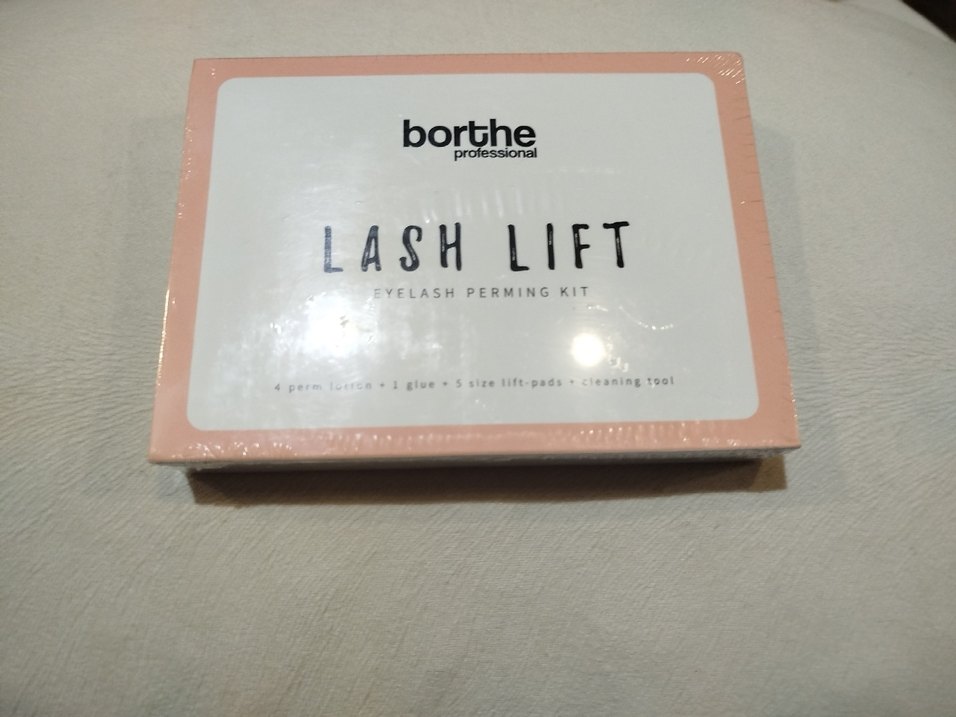 borthe
professional
LASH LIFT
EYELASH PERMING KIT
4 perm lotion + 1 glue + 5 size lift-pads + cleaning tool